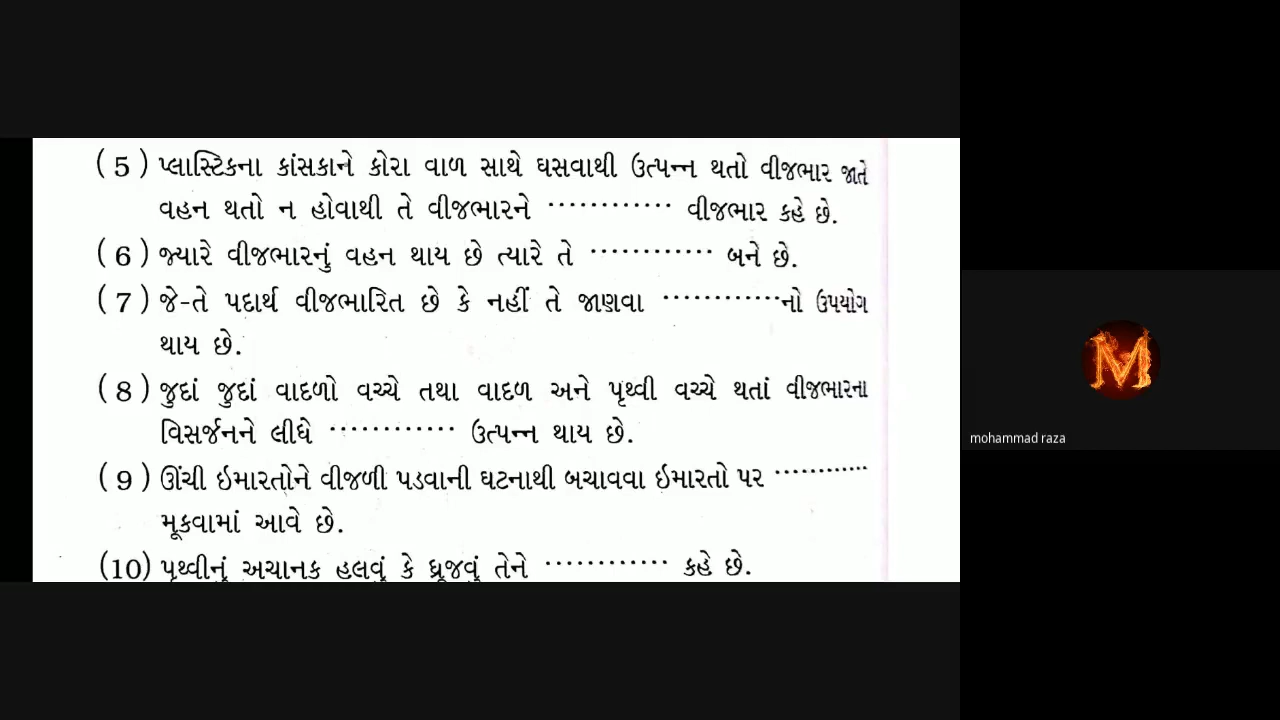 (5) પ્લાસ્ટિકના કાંસકાને કોરા વાળ સાથે ઘસવાથી ઉત્પન્ન થતો વીજભાર જાતે
વહન થતો ન હોવાથી તે વીજભારને ............ વીજભાર કહે છે.
(6) જ્યારે વીજભારનું વહન થાય છે ત્યારે તે ............ બને છે.
(7) જે-તે પદાર્થ વીજભારિત છે કે નહીં તે જાણવા ............નો ઉપયોગ
થાય છે.
(8) જુદાં જુદાં વાદળો વચ્ચે તથા વાદળ અને પૃથ્વી વચ્ચે થતાં વીજભારના
વિસર્જનને લીધે ............ ઉત્પન્ન થાય છે.
(9) ઊંચી ઇમારતોને વીજળી પડવાની ઘટનાથી બચાવવા ઇમારતો પર ............
મૂકવામાં આવે છે.
(10) પૃથ્વીનું અચાનક હલવું કે ધ્રૂજવું તેને ............ કહે છે.
M
mohammad raza